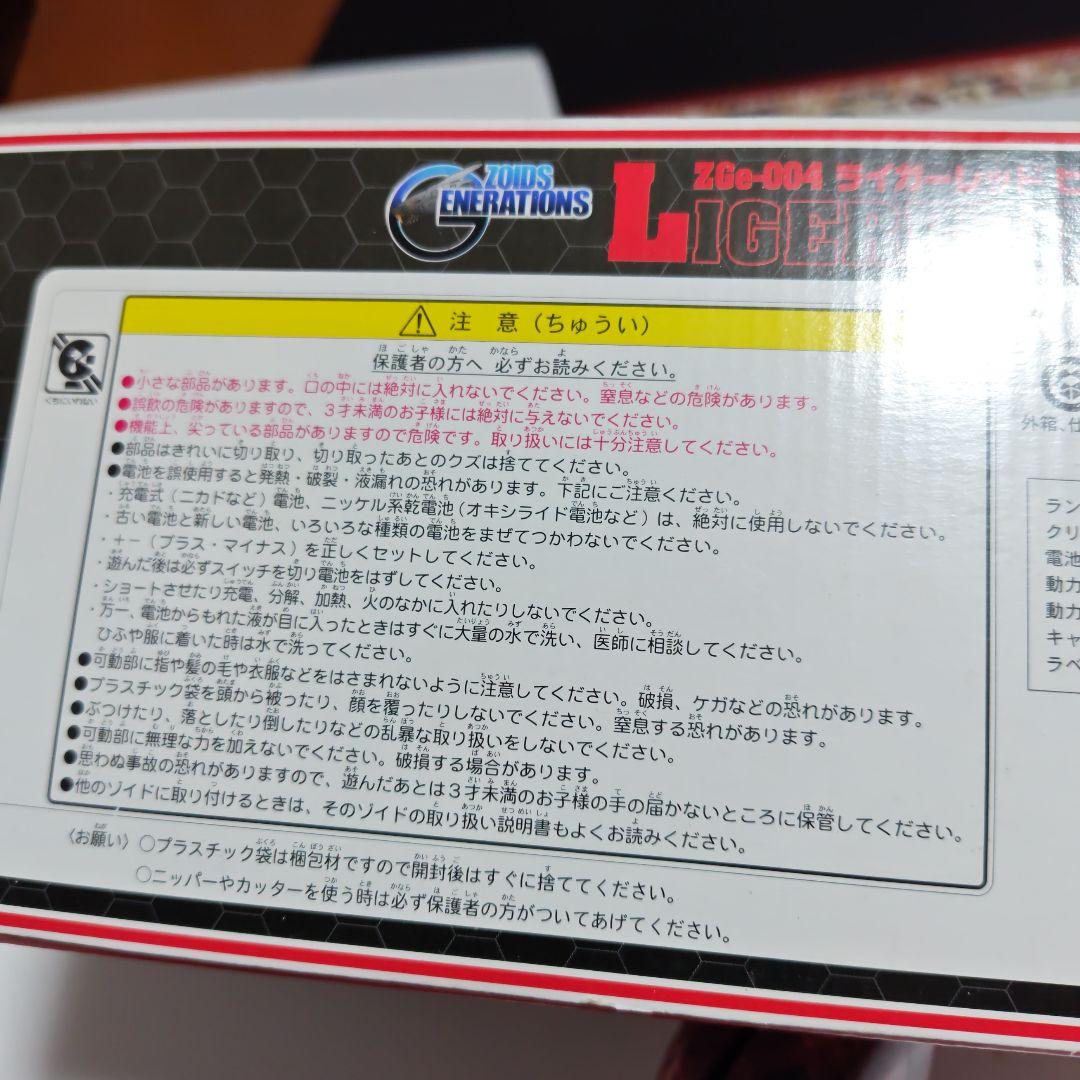 ZOIDS
GENERATIONS
ZGe-004 ライガーレッド
LIGER
注 意（ちゅうい）
保護者の方へ 必ずお読みください。
くちにいれない
●小さな部品があります。口の中には絶対に入れないでください。窒息などの危険があります。
●誤飲の危険がありますので、3才未満のお子様には絶対に与えないでください。
●機能上、尖っている部品がありますので危険です。取り扱いには十分注意してください。
●部品はきれいに切り取り、切り取ったあとのクズは捨ててください。
●電池を誤使用すると発熱・破裂・液漏れの恐れがあります。下記にご注意ください。
・充電式（ニカドなど）電池、ニッケル系乾電池（オキシライド電池など）は、絶対に使用しないでください。
・古い電池と新しい電池、いろいろな種類の電池をまぜてつかわないでください。
・＋−（プラス・マイナス）を正しくセットしてください。
・遊んだ後は必ずスイッチを切り電池をはずしてください。
・ショートさせたり充電、分解、加熱、火のなかに入れたりしないでください。
・万一、電池からもれた液が目に入ったときはすぐに大量の水で洗い、医師に相談してください。
ひふや服に着いた時は水で洗ってください。
●可動部に指や髪の毛や衣服などをはさまれないように注意してください。破損、ケガなどの恐れがあります。
●プラスチック袋を頭から被ったり、顔を覆ったりしないでください。窒息する恐れがあります。
●ぶつけたり、落としたり倒したりなどの乱暴な取り扱いをしないでください。
●可動部に無理な力を加えないでください。破損する場合があります。
●思わぬ事故の恐れがありますので、遊んだあとは3才未満のお子様の手の届かないところに保管してください。
●他のゾイドに取り付けるときは、そのゾイドの取り扱い説明書もよくお読みください。
〈お願い〉○プラスチック袋は梱包材ですので開封後はすぐに捨ててください。
○ニッパーやカッターを使う時は必ず保護者の方がついてあげてください。
外箱、仕
ラン
クリ
電池
動力
動力
キャ
ラベ